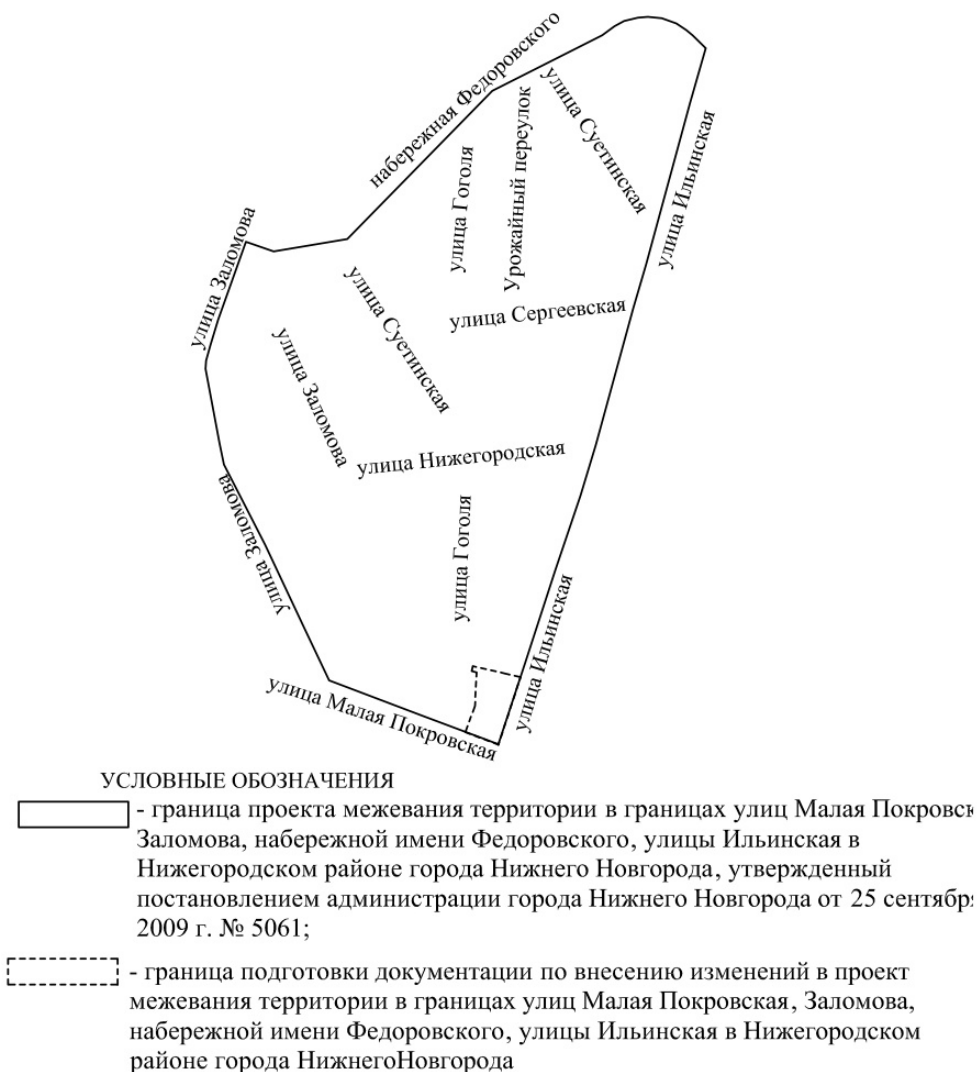 набережная Федоровского
улица Суетинская
Урожайный переулок
улица Гоголя
улица Ильинская
улица Заломова
улица Суетинская
улица Сергеевская
улица Заломова
улица Нижегородская
улица Заломова
улица Гоголя
улица Ильинская
улица Малая Покровская
УСЛОВНЫЕ ОБОЗНАЧЕНИЯ
- граница проекта межевания территории в границах улиц Малая Покровск
Заломова, набережной имени Федоровского, улицы Ильинская в
Нижегородском районе города Нижнего Новгорода, утвержденный
постановлением администрации города Нижнего Новгорода от 25 сентябр
2009 г. № 5061;
- граница подготовки документации по внесению изменений в проект
межевания территории в границах улиц Малая Покровская, Заломова,
набережной имени Федоровского, улицы Ильинская в Нижегородском
районе города НижнегоНовгорода